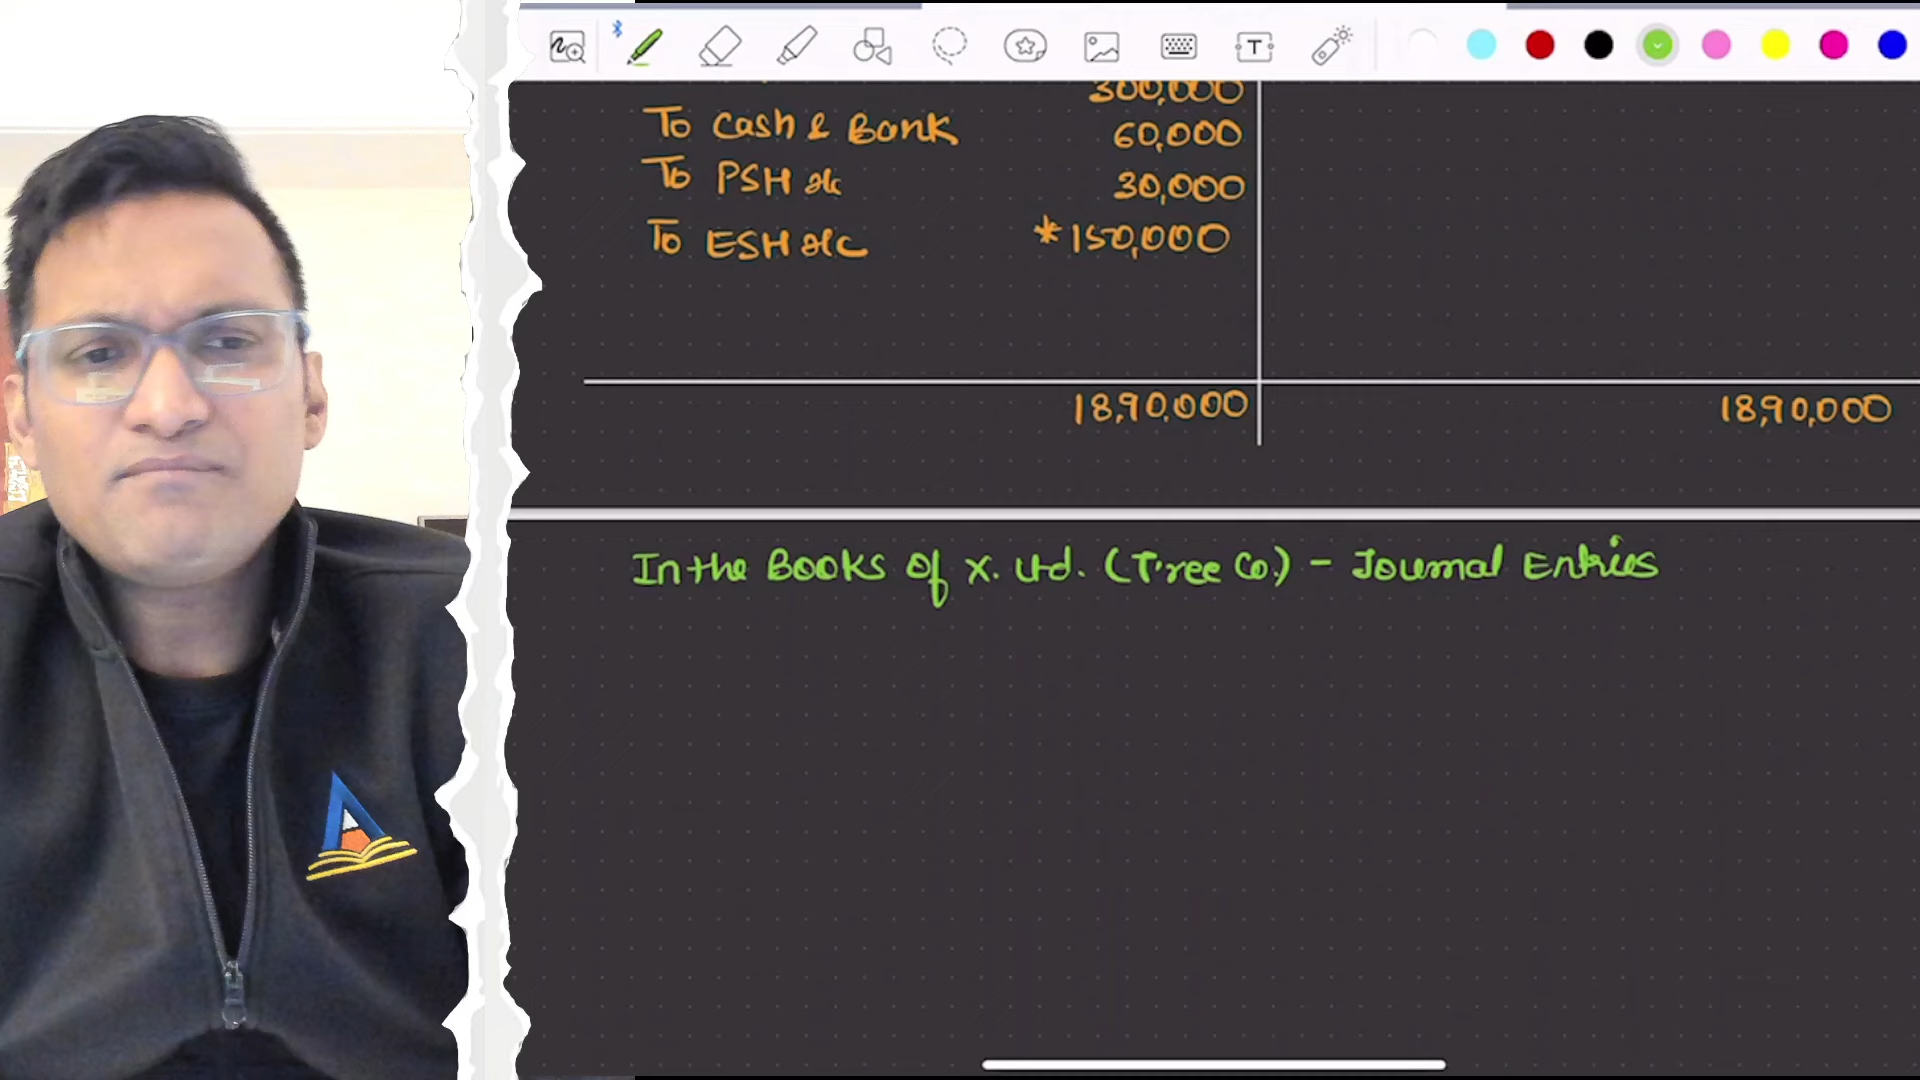 300,000
To Cash & Bank 60,000
To PSH a/c 30,000
To ESH a/c *150,000
18,90,000 18,90,000
In the Books of X. Ltd. (T'ree Co.) - Journal Entries
T